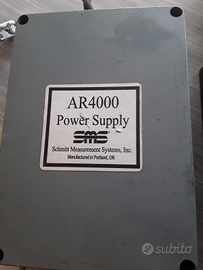 AR4000
Power Supply
sms
Schmitt Measurement Systems, Inc.
Manufactured in Portland, OR
subito